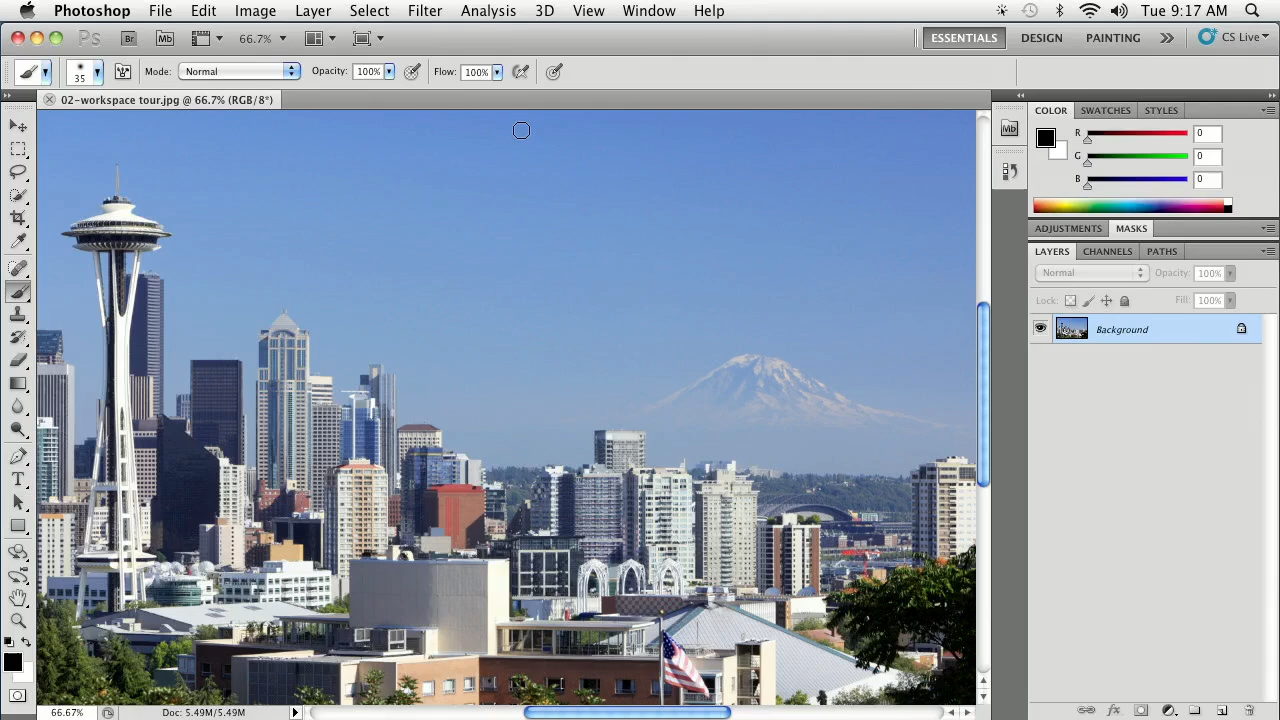 Photoshop File Edit Image Layer Select Filter Analysis 3D View Window Help Tue 9:17 AM
Ps Br Mb 66.7% ESSENTIALS DESIGN PAINTING CS Live
35 Mode: Normal Opacity: 100% Flow: 100%
02-workspace tour.jpg @ 66.7% (RGB/8*)
Mb
COLOR SWATCHES STYLES
R 0
G 0
B 0
ADJUSTMENTS MASKS
LAYERS CHANNELS PATHS
Normal Opacity: 100%
Lock: Fill: 100%
Background
66.67% Doc: 5.49M/5.49M